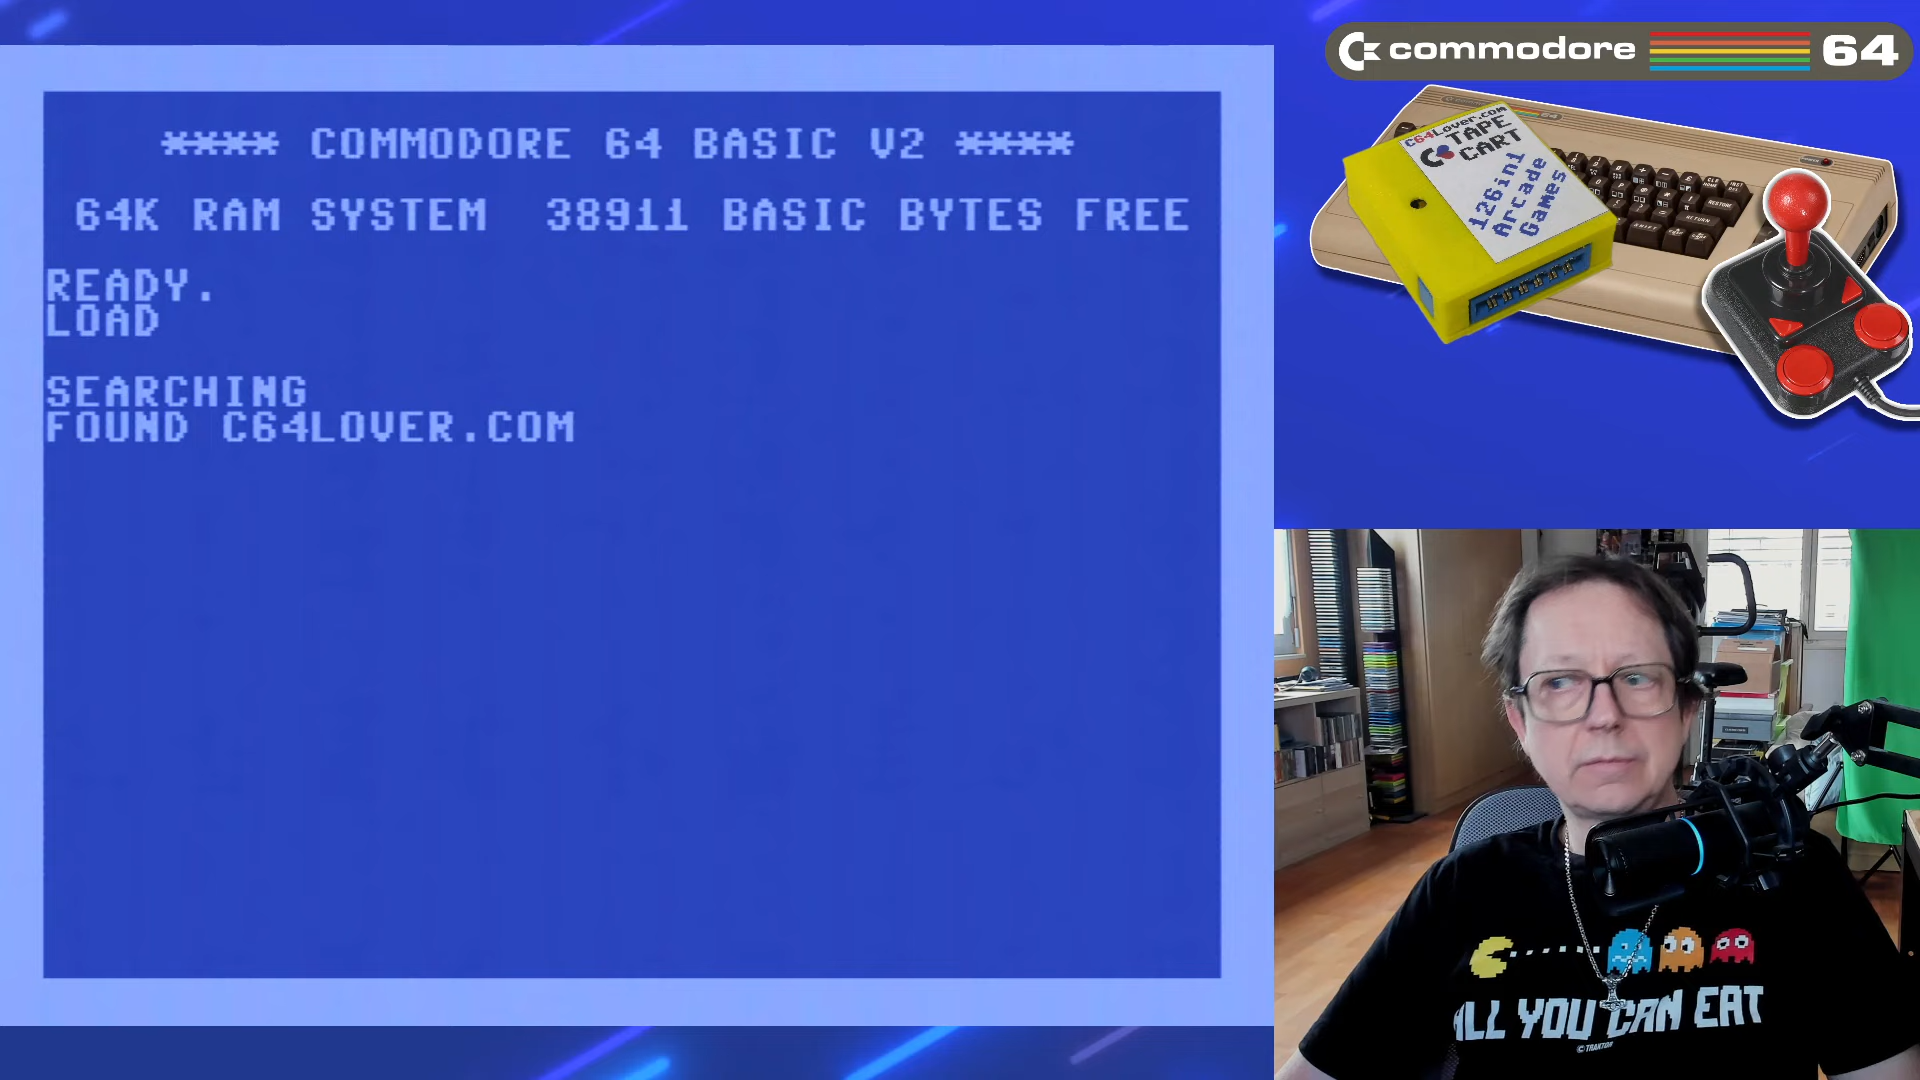 **** COMMODORE 64 BASIC V2 ****
64K RAM SYSTEM  38911 BASIC BYTES FREE
READY.
LOAD
SEARCHING
FOUND C64LOVER.COM
commodore 64
C64Lover.com
TAPE
CART
126in1
Arcade
Games
ALL YOU CAN EAT
© TRAKTOR